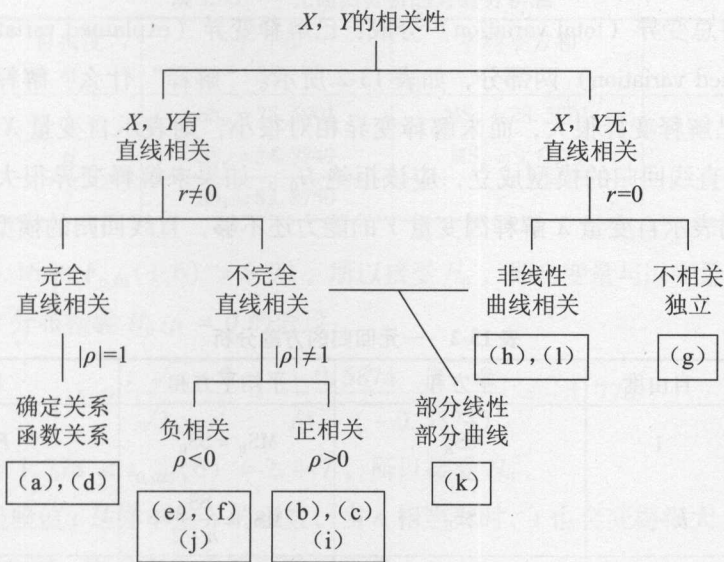 X, Y的相关性
X, Y有
直线相关
X, Y无
直线相关
r≠0
r=0
完全
直线相关
不完全
直线相关
非线性
曲线相关
不相关
独立
(h),(l)
(g)
|ρ|=1
|ρ|≠1
确定关系
函数关系
负相关
ρ<0
正相关
ρ>0
部分线性
部分曲线
(a),(d)
(e),(f)
(j)
(b),(c)
(i)
(k)